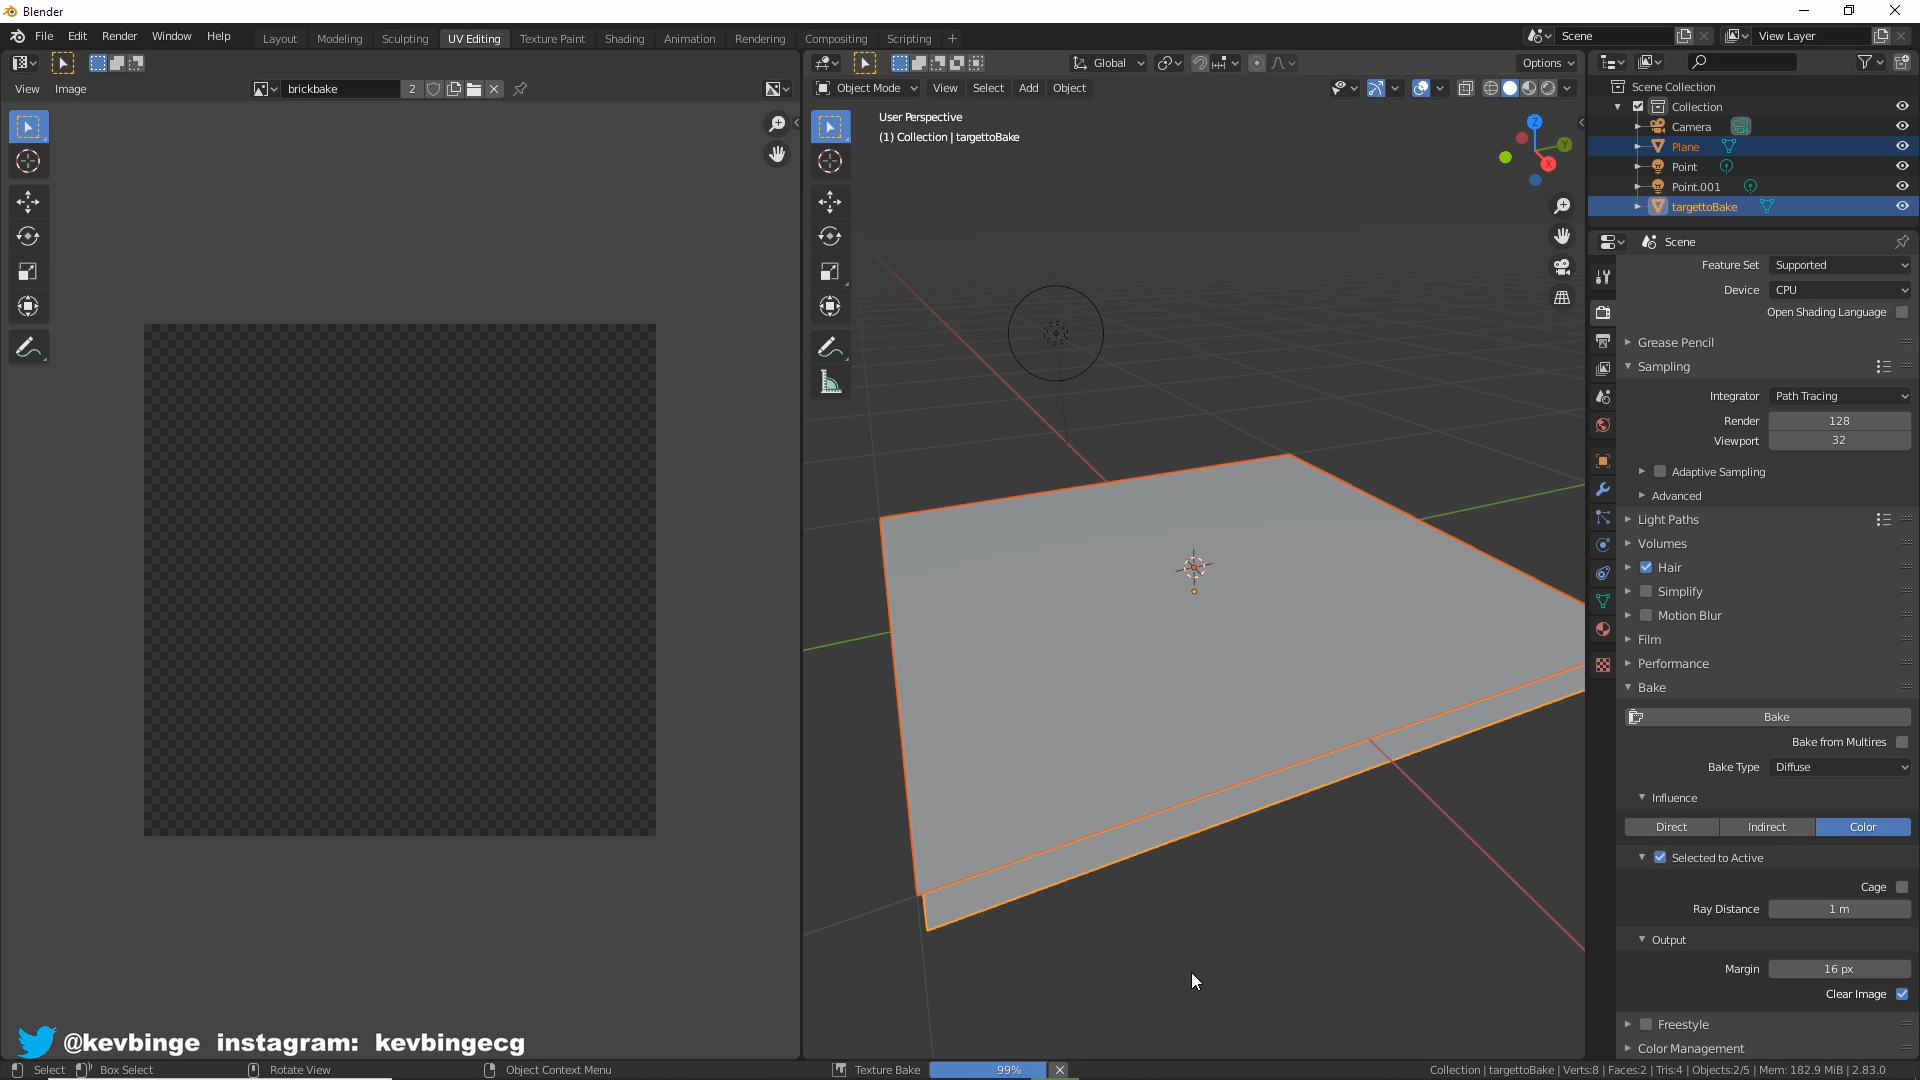 Blender
File Edit Render Window Help
Layout Modeling Sculpting UV Editing Texture Paint Shading Animation Rendering Compositing Scripting +
Scene
View Layer
Global
Options
View Image
brickbake 2
Object Mode View Select Add Object
User Perspective
(1) Collection | targettoBake
Z
Y
X
Scene Collection
Collection
Camera
Plane
Point
Point.001
targettoBake
Scene
Feature Set Supported
Device CPU
Open Shading Language
Grease Pencil
Sampling
Integrator Path Tracing
Render 128
Viewport 32
Adaptive Sampling
Advanced
Light Paths
Volumes
Hair
Simplify
Motion Blur
Film
Performance
Bake
Bake
Bake from Multires
Bake Type Diffuse
Influence
Direct Indirect Color
Selected to Active
Cage
Ray Distance 1 m
Output
Margin 16 px
Clear Image
Freestyle
Color Management
@kevbinge instagram: kevbingecg
Select Box Select Rotate View Object Context Menu Texture Bake 99% Collection | targettoBake | Verts:8 | Faces:2 | Tris:4 | Objects:2/5 | Mem: 182.9 MiB | 2.83.0